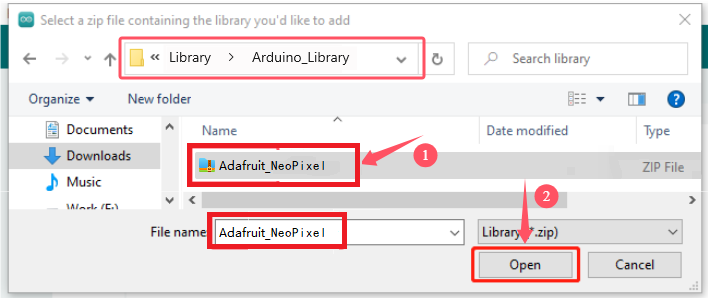 Select a zip file containing the library you'd like to add
« Library > Arduino_Library
Search library
Organize
New folder
Documents
Downloads
Music
Work (F:)
Name
Date modified
Type
Adafruit_NeoPixel
1
ZIP File
2
File name
Adafruit_NeoPixel
Library *.zip)
Open
Cancel